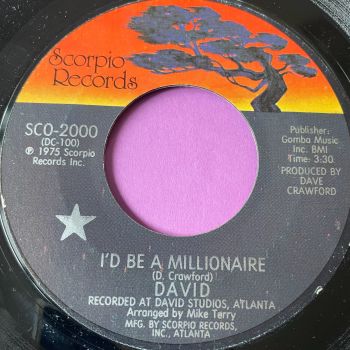 Scorpio
Records
SCO-2000
(DC-100)
℗ 1975 Scorpio
Records Inc.
Publisher:
Gomba Music
Inc. BMI
Time: 3:30
PRODUCED BY
DAVE
CRAWFORD
I'D BE A MILLIONAIRE
(D. Crawford)
DAVID
RECORDED AT DAVID STUDIOS, ATLANTA
Arranged by Mike Terry
MFG. BY SCORPIO RECORDS,
INC., ATLANTA